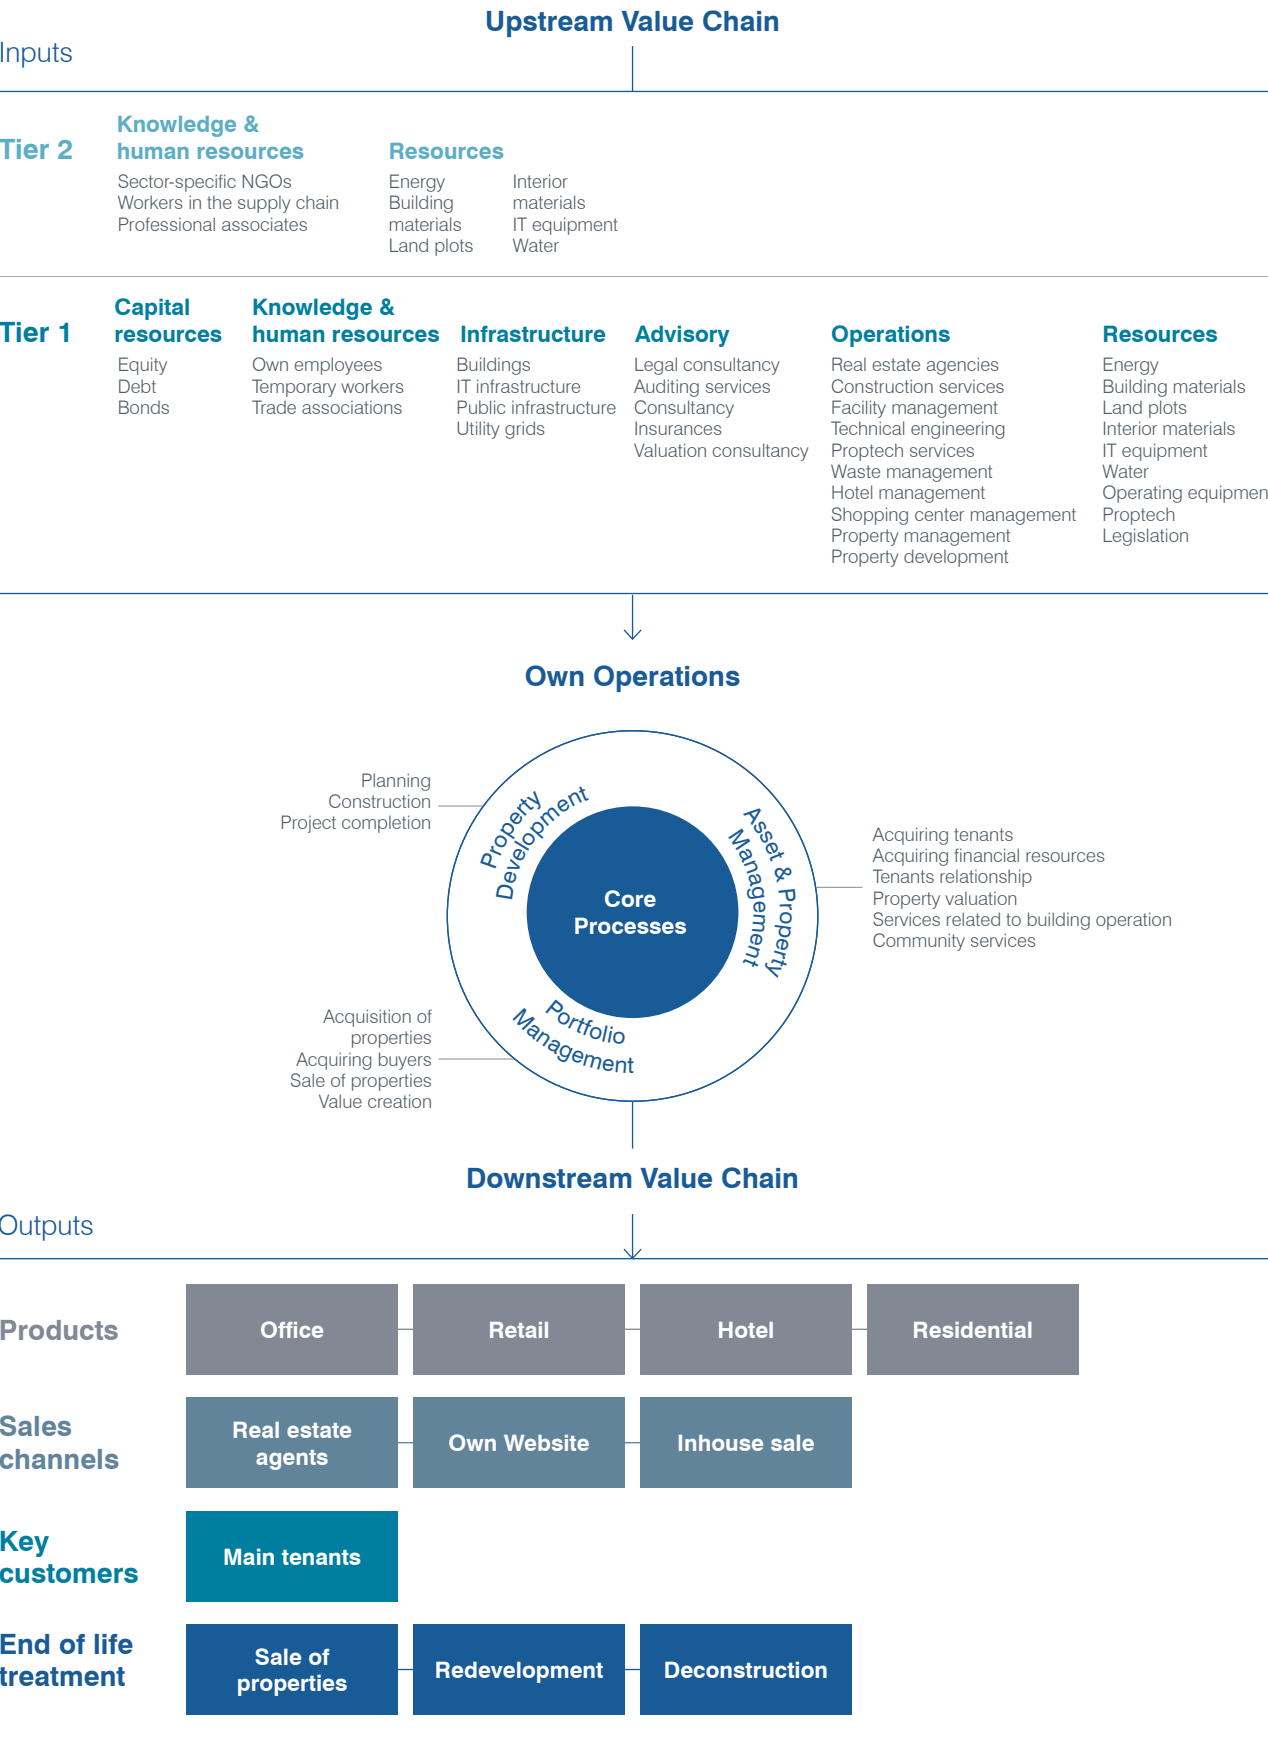 Upstream Value Chain
Inputs
Tier 2
Knowledge &
human resources
Sector-specific NGOs
Workers in the supply chain
Professional associates
Resources
Energy
Building
materials
Land plots
Interior
materials
IT equipment
Water
Tier 1
Capital
resources
Equity
Debt
Bonds
Knowledge &
human resources
Own employees
Temporary workers
Trade associations
Infrastructure
Buildings
IT infrastructure
Public infrastructure
Utility grids
Advisory
Legal consultancy
Auditing services
Consultancy
Insurances
Valuation consultancy
Operations
Real estate agencies
Construction services
Facility management
Technical engineering
Proptech services
Waste management
Hotel management
Shopping center management
Property management
Property development
Resources
Energy
Building materials
Land plots
Interior materials
IT equipment
Water
Operating equipmen
Proptech
Legislation
Own Operations
Planning
Construction
Project completion
Property
Development
Core
Processes
Asset & Property
Management
Acquiring tenants
Acquiring financial resources
Tenants relationship
Property valuation
Services related to building operation
Community services
Portfolio
Management
Acquisition of
properties
Acquiring buyers
Sale of properties
Value creation
Downstream Value Chain
Outputs
Products
Office
Retail
Hotel
Residential
Sales
channels
Real estate
agents
Own Website
Inhouse sale
Key
customers
Main tenants
End of life
treatment
Sale of
properties
Redevelopment
Deconstruction